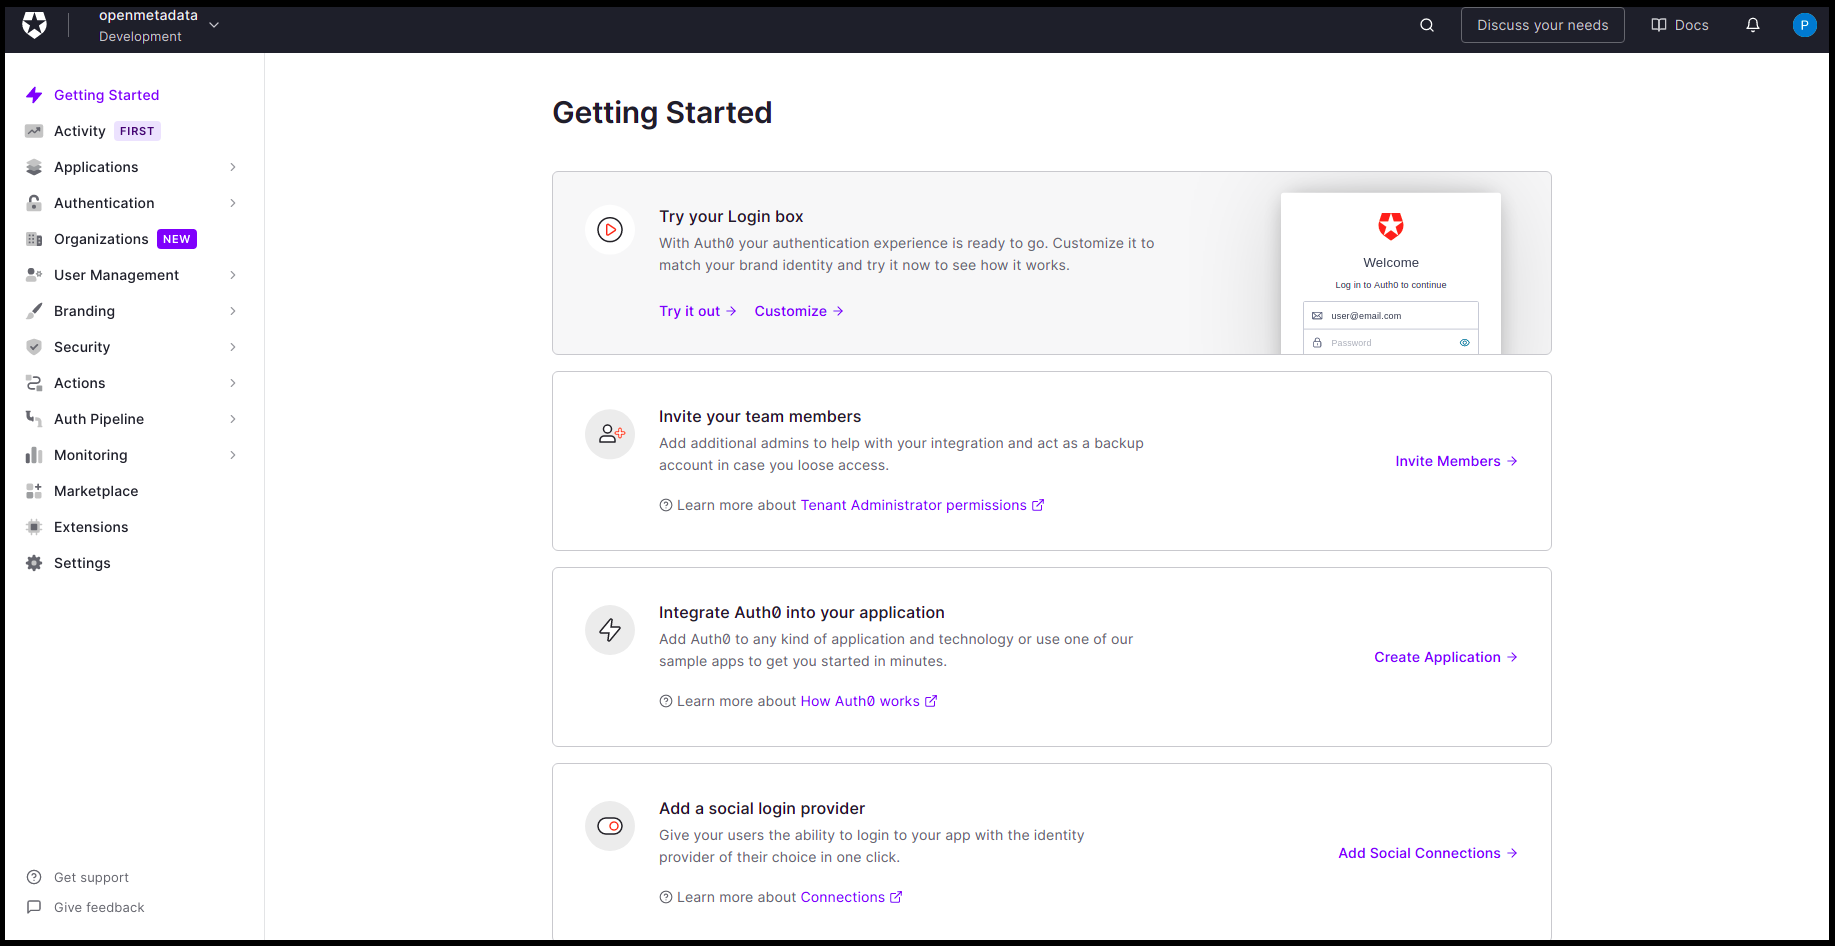 openmetadata
Development
Discuss your needs
Docs
P
Getting Started
Activity FIRST
Applications
Authentication
Organizations NEW
User Management
Branding
Security
Actions
Auth Pipeline
Monitoring
Marketplace
Extensions
Settings
Get support
Give feedback
Getting Started
Try your Login box
With Auth0 your authentication experience is ready to go. Customize it to
match your brand identity and try it now to see how it works.
Try it out → Customize →
Welcome
Log in to Auth0 to continue
user@email.com
Password
Invite your team members
Add additional admins to help with your integration and act as a backup
account in case you loose access.
Learn more about Tenant Administrator permissions
Invite Members →
Integrate Auth0 into your application
Add Auth0 to any kind of application and technology or use one of our
sample apps to get you started in minutes.
Learn more about How Auth0 works
Create Application →
Add a social login provider
Give your users the ability to login to your app with the identity
provider of their choice in one click.
Learn more about Connections
Add Social Connections →